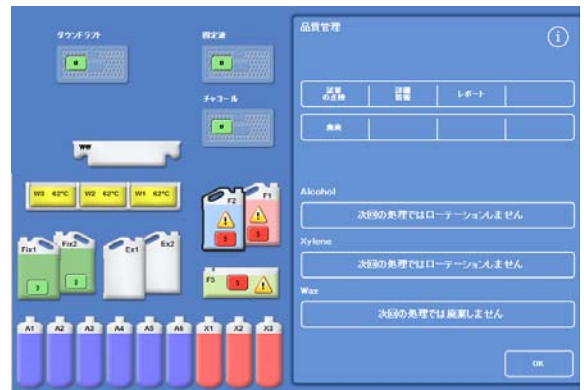 ダウンドラフト
固定液
チャコール
WW
W3 62°C
W2 62°C
W1 62°C
F2
F1
5
5
Fix1
Fix2
Ex1
Ex2
F3
5
A1
A2
A3
A4
A5
A6
X1
X2
X3
品質管理
i
試薬
の点検
詳細
情報
レポート
廃棄
Alcohol
次回の処理ではローテーションしません
Xylene
次回の処理ではローテーションしません
Wax
次回の処理では廃棄しません
OK